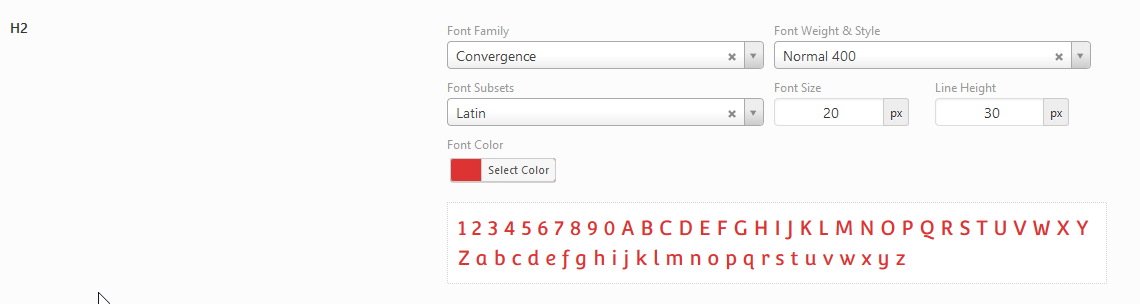 H2
Font Family
Font Weight & Style
Convergence
Normal 400
Font Subsets
Font Size
Line Height
Latin
20 px
30 px
Font Color
Select Color
1 2 3 4 5 6 7 8 9 0 A B C D E F G H I J K L M N O P Q R S T U V W X Y
Z a b c d e f g h i j k l m n o p q r s t u v w x y z